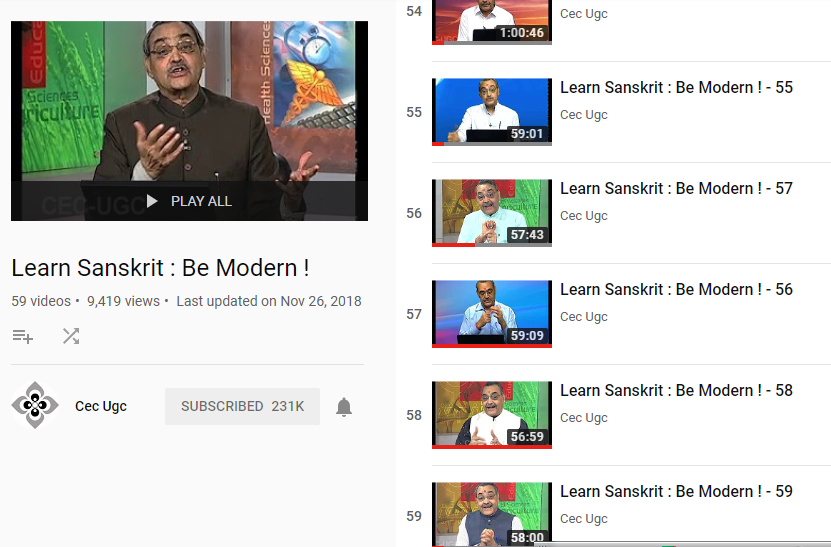 Education
Health Sciences
Sciences
CEC-UGC
PLAY ALL
Learn Sanskrit : Be Modern !
59 videos • 9,419 views • Last updated on Nov 26, 2018
Cec Ugc
SUBSCRIBED 231K
54
1:00:46
Cec Ugc
55
59:01
Learn Sanskrit : Be Modern ! - 55
Cec Ugc
56
57:43
Learn Sanskrit : Be Modern ! - 57
Cec Ugc
57
59:09
Learn Sanskrit : Be Modern ! - 56
Cec Ugc
58
56:59
Learn Sanskrit : Be Modern ! - 58
Cec Ugc
59
58:00
Learn Sanskrit : Be Modern ! - 59
Cec Ugc